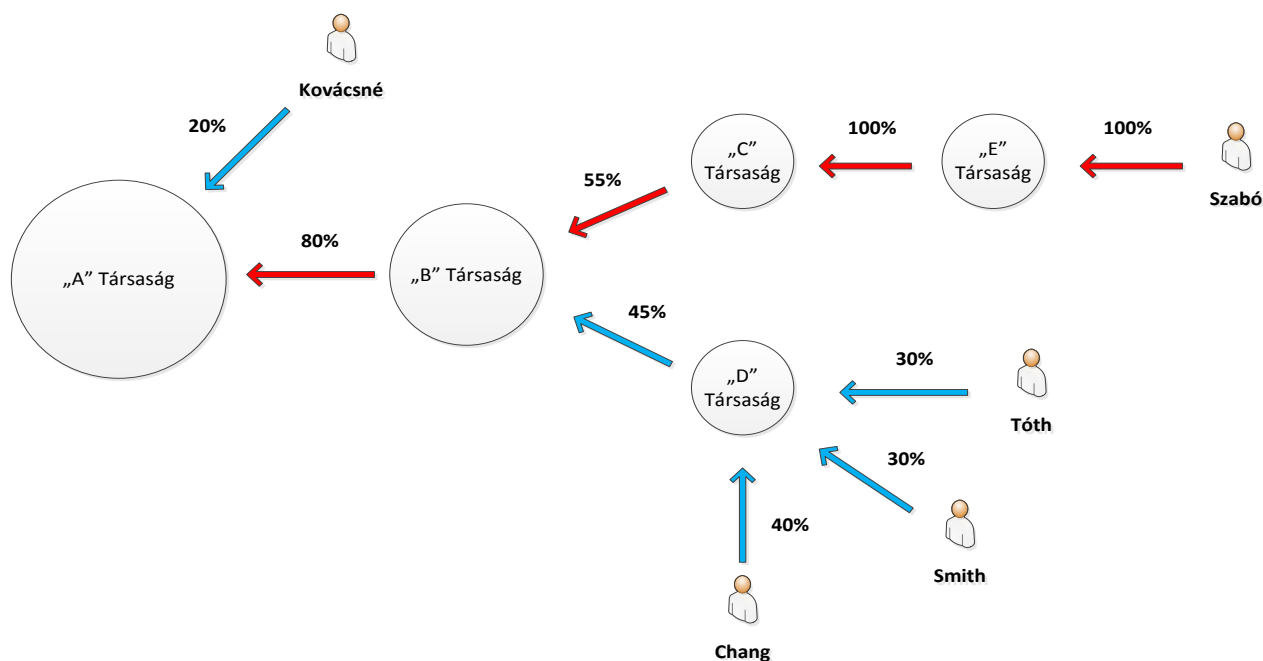 Kovácsné
20%
„A” Társaság
80%
„B” Társaság
55%
„C”
Társaság
100%
„E”
Társaság
100%
Szabó
45%
„D”
Társaság
30%
Tóth
30%
Smith
40%
Chang